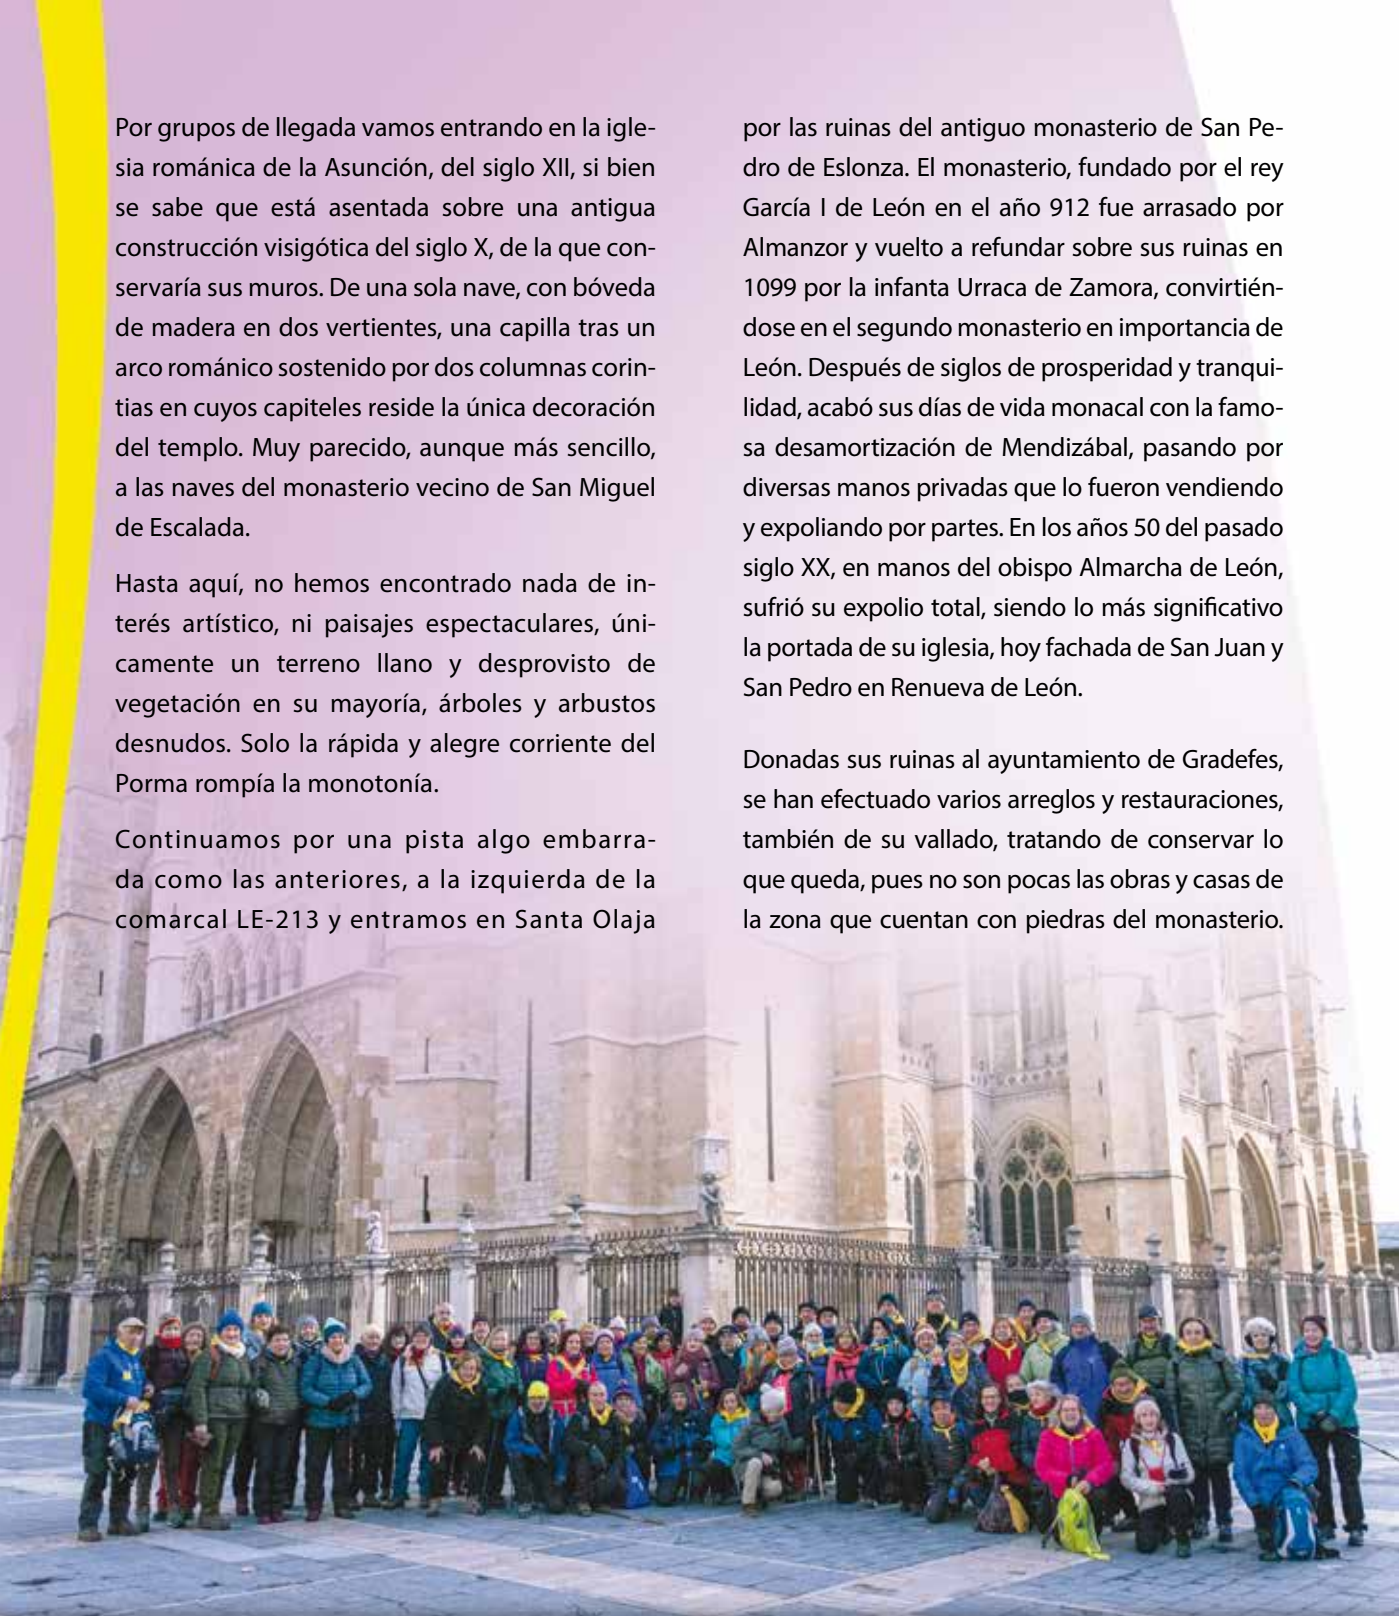 Por grupos de llegada vamos entrando en la igle-
sia románica de la Asunción, del siglo XII, si bien
se sabe que está asentada sobre una antigua
construcción visigótica del siglo X, de la que con-
servaría sus muros. De una sola nave, con bóveda
de madera en dos vertientes, una capilla tras un
arco románico sostenido por dos columnas corin-
tias en cuyos capiteles reside la única decoración
del templo. Muy parecido, aunque más sencillo,
a las naves del monasterio vecino de San Miguel
de Escalada.
Hasta aquí, no hemos encontrado nada de in-
terés artístico, ni paisajes espectaculares, úni-
camente un terreno llano y desprovisto de
vegetación en su mayoría, árboles y arbustos
desnudos. Solo la rápida y alegre corriente del
Porma rompía la monotonía.
Continuamos por una pista algo embarra-
da como las anteriores, a la izquierda de la
comarcal LE-213 y entramos en Santa Olaja
por las ruinas del antiguo monasterio de San Pe-
dro de Eslonza. El monasterio, fundado por el rey
García I de León en el año 912 fue arrasado por
Almanzor y vuelto a refundar sobre sus ruinas en
1099 por la infanta Urraca de Zamora, convirtién-
dose en el segundo monasterio en importancia de
León. Después de siglos de prosperidad y tranqui-
lidad, acabó sus días de vida monacal con la famo-
sa desamortización de Mendizábal, pasando por
diversas manos privadas que lo fueron vendiendo
y expoliando por partes. En los años 50 del pasado
siglo XX, en manos del obispo Almarcha de León,
sufrió su expolio total, siendo lo más significativo
la portada de su iglesia, hoy fachada de San Juan y
San Pedro en Renueva de León.
Donadas sus ruinas al ayuntamiento de Gradefes,
se han efectuado varios arreglos y restauraciones,
también de su vallado, tratando de conservar lo
que queda, pues no son pocas las obras y casas de
la zona que cuentan con piedras del monasterio.